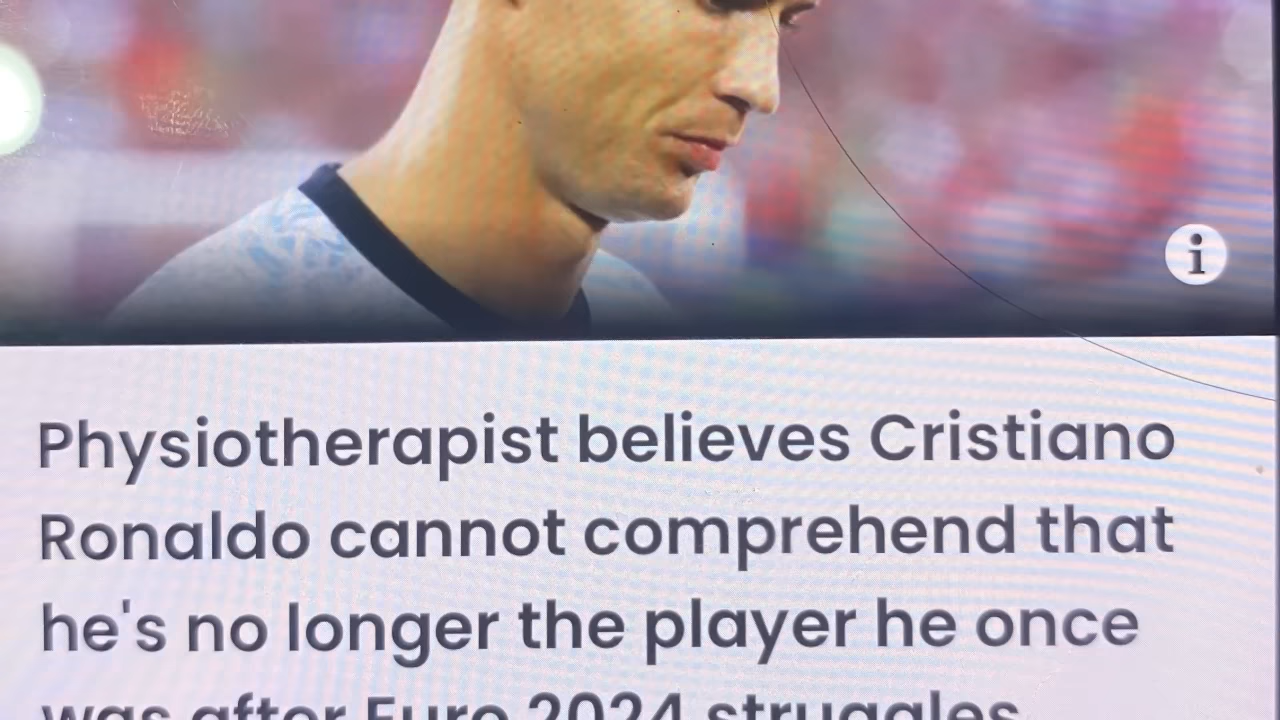 i
Physiotherapist believes Cristiano
Ronaldo cannot comprehend that
he's no longer the player he once
was after Euro 2024 struggles